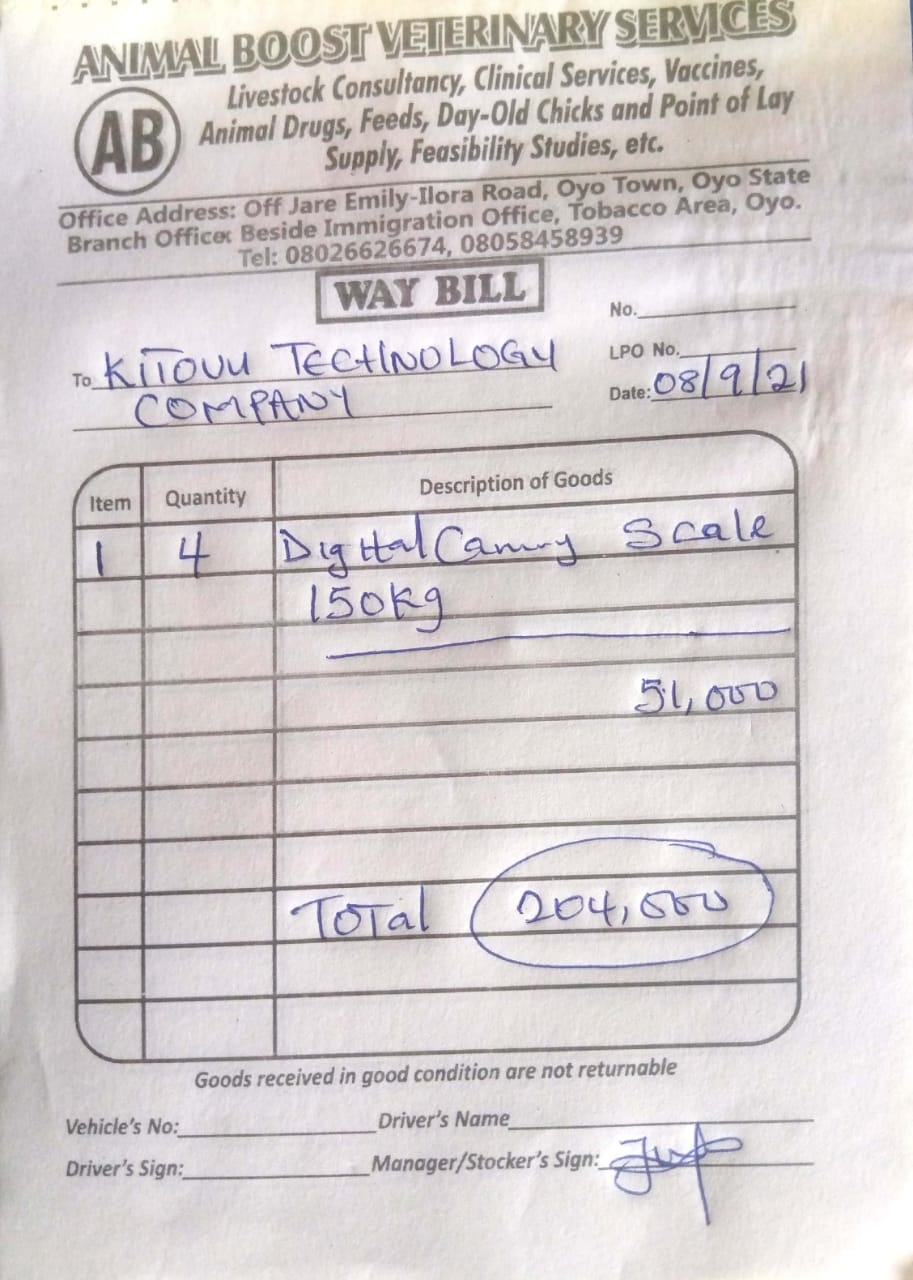 ANIMAL BOOST VETERINARY SERVICES
AB
Livestock Consultancy, Clinical Services, Vaccines,
Animal Drugs, Feeds, Day-Old Chicks and Point of Lay
Supply, Feasibility Studies, etc.
Office Address: Off Jare Emily-Ilora Road, Oyo Town, Oyo State
Branch Office: Beside Immigration Office, Tobacco Area, Oyo.
Tel: 08026626674, 08058458939
WAY BILL
No.
To KITOVU TECHNOLOGY
COMPANY
LPO No.
Date: 08/9/21
Item Quantity Description of Goods
1 4 Digital Camry Scale
150kg
51,000
Total 204,000
Goods received in good condition are not returnable
Vehicle's No: Driver's Name
Driver's Sign: Manager/Stocker's Sign: